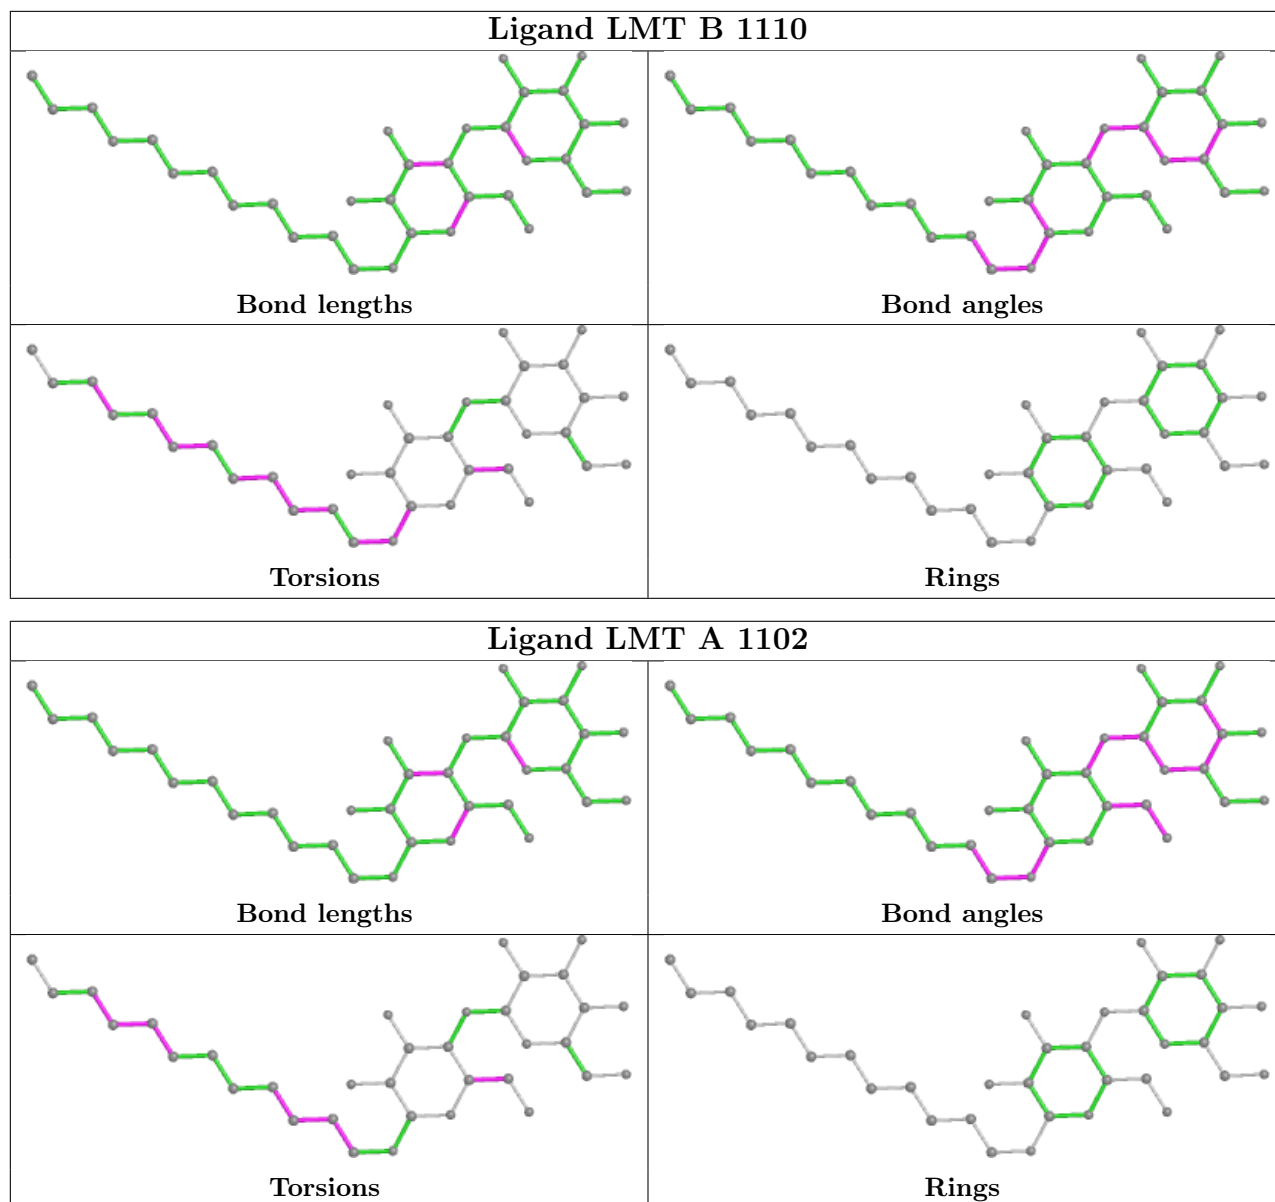 Ligand LMT B 1110
Bond lengths
Bond angles
Torsions
Rings
Ligand LMT A 1102
Bond lengths
Bond angles
Torsions
Rings